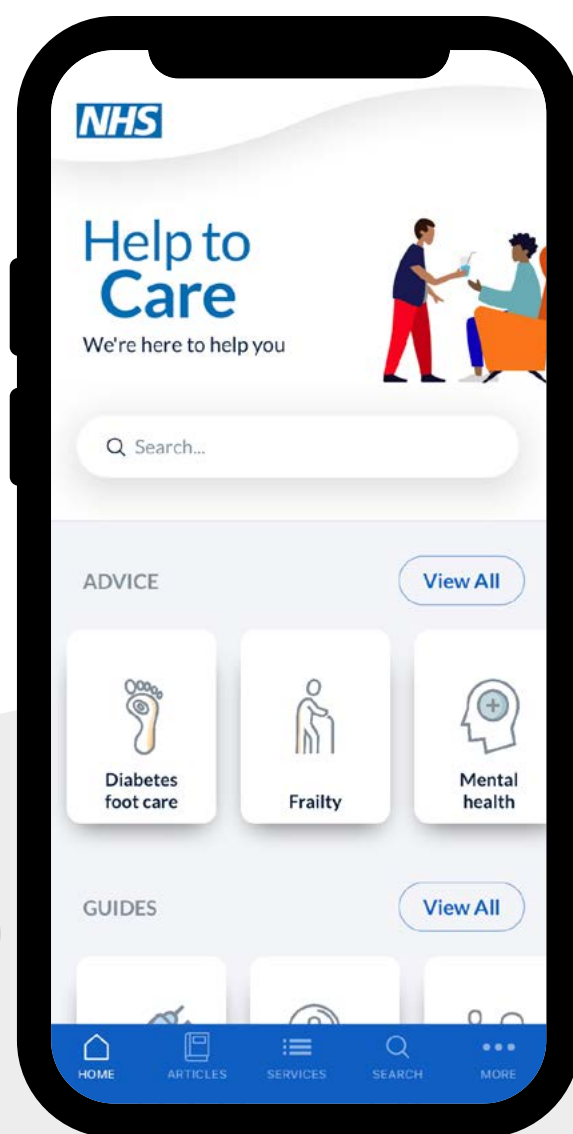 NHS
Help to
Care
We're here to help you
Search...
ADVICE
View All
Diabetes
foot care
Frailty
Mental
health
GUIDES
View All
HOME
ARTICLES
SERVICES
SEARCH
MORE